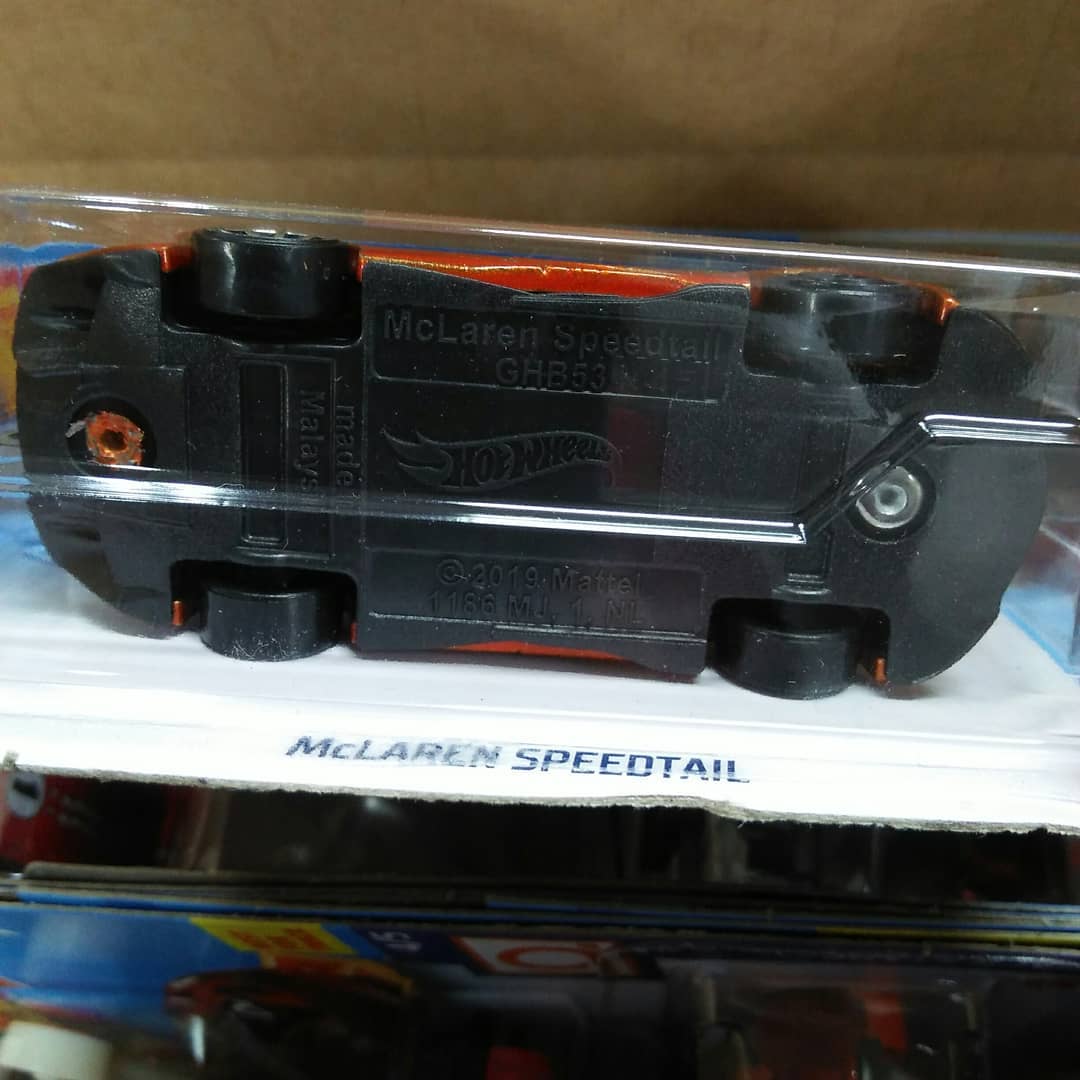 McLaren Speedtail
GHB53
made
Malays
HOT WHEELS
© 2019 Mattel
1186 MJ, 1, NL
McLAREN SPEEDTAIL